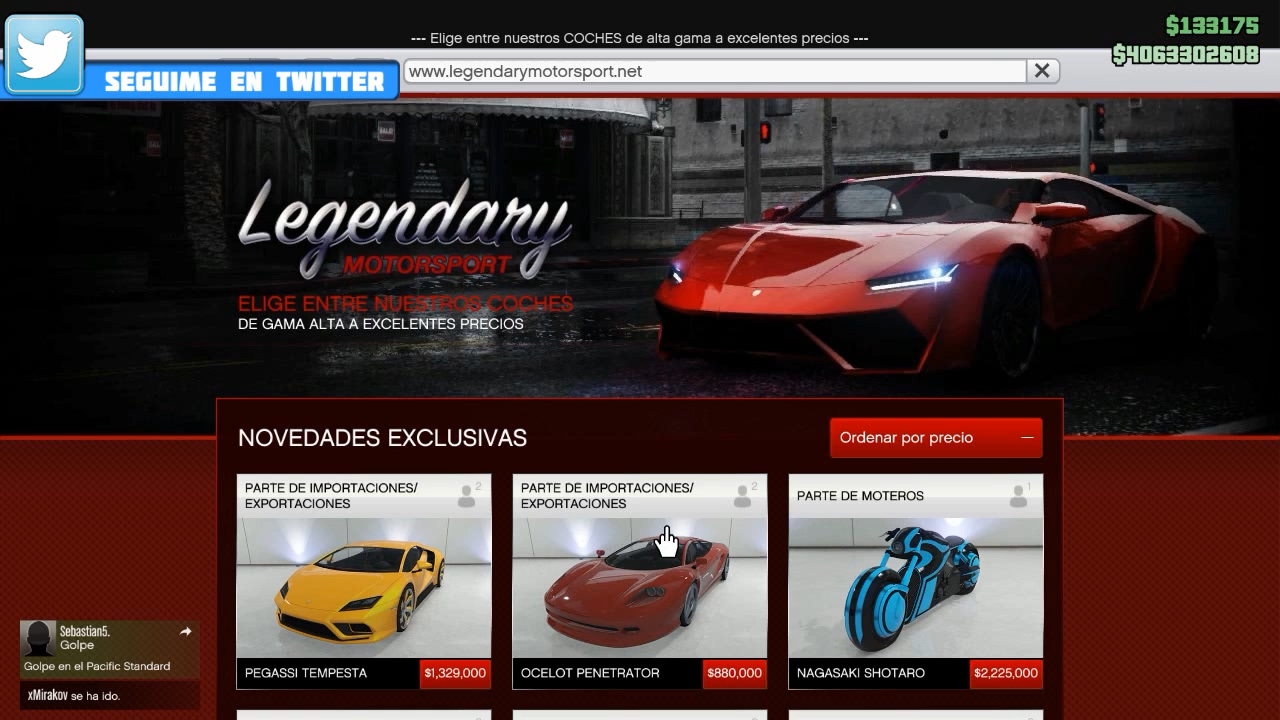 --- Elige entre nuestros COCHES de alta gama a excelentes precios ---
$133175
$4063302608
SEGUIME EN TWITTER
www.legendarymotorsport.net
Legendary
MOTORSPORT
ELIGE ENTRE NUESTROS COCHES
DE GAMA ALTA A EXCELENTES PRECIOS
NOVEDADES EXCLUSIVAS
Ordenar por precio
PARTE DE IMPORTACIONES/
EXPORTACIONES
2
PEGASSI TEMPESTA
$1,329,000
PARTE DE IMPORTACIONES/
EXPORTACIONES
2
OCELOT PENETRATOR
$880,000
PARTE DE MOTEROS
1
NAGASAKI SHOTARO
$2,225,000
Sebastian5.
Golpe
Golpe en el Pacific Standard
xMirakov se ha ido.